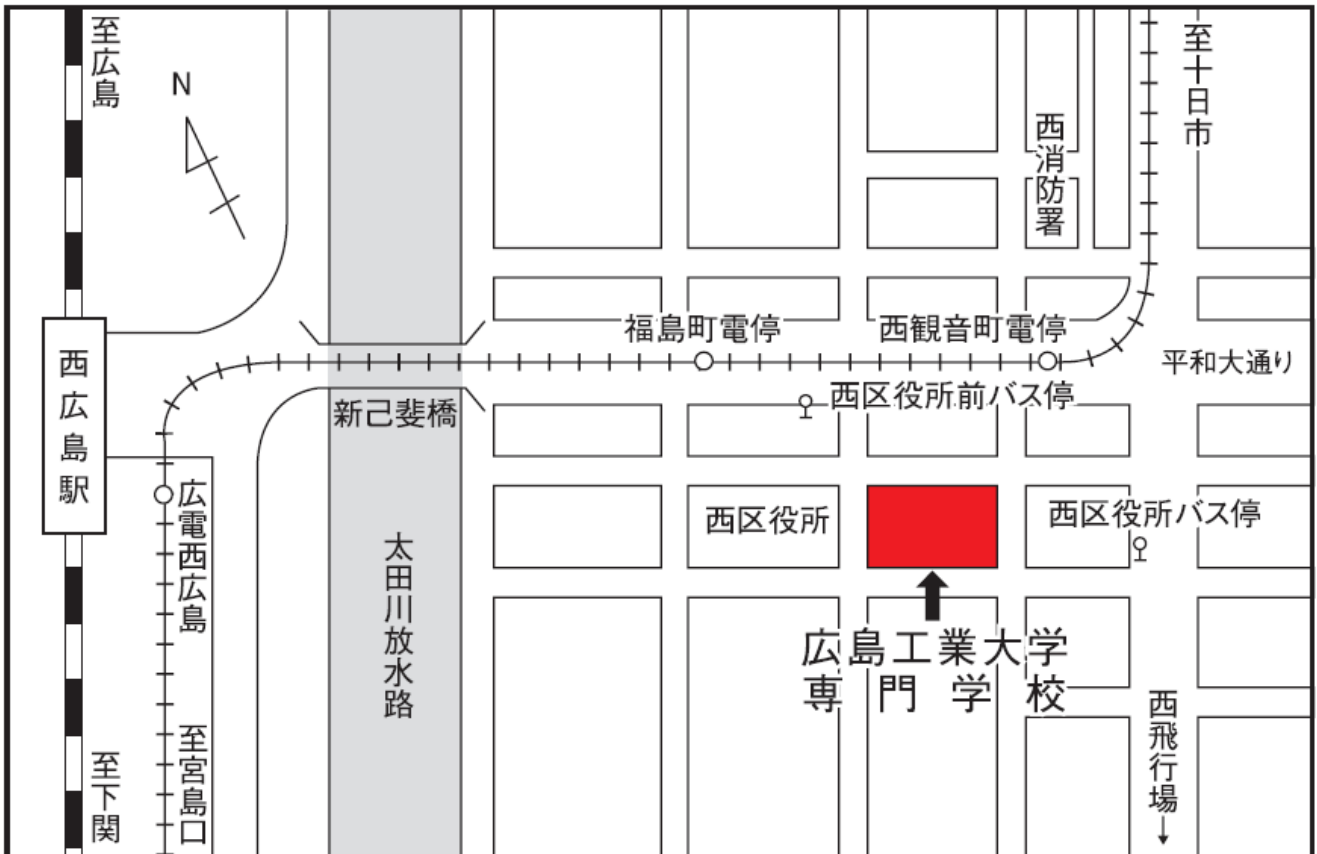 至広島
N
至十日市
西消防署
福島町電停
西観音町電停
平和大通り
西広島駅
新己斐橋
西区役所前バス停
広電西広島
西区役所
西区役所バス停
太田川放水路
広島工業大学
専門学校
西飛行場
至下関
至宮島口